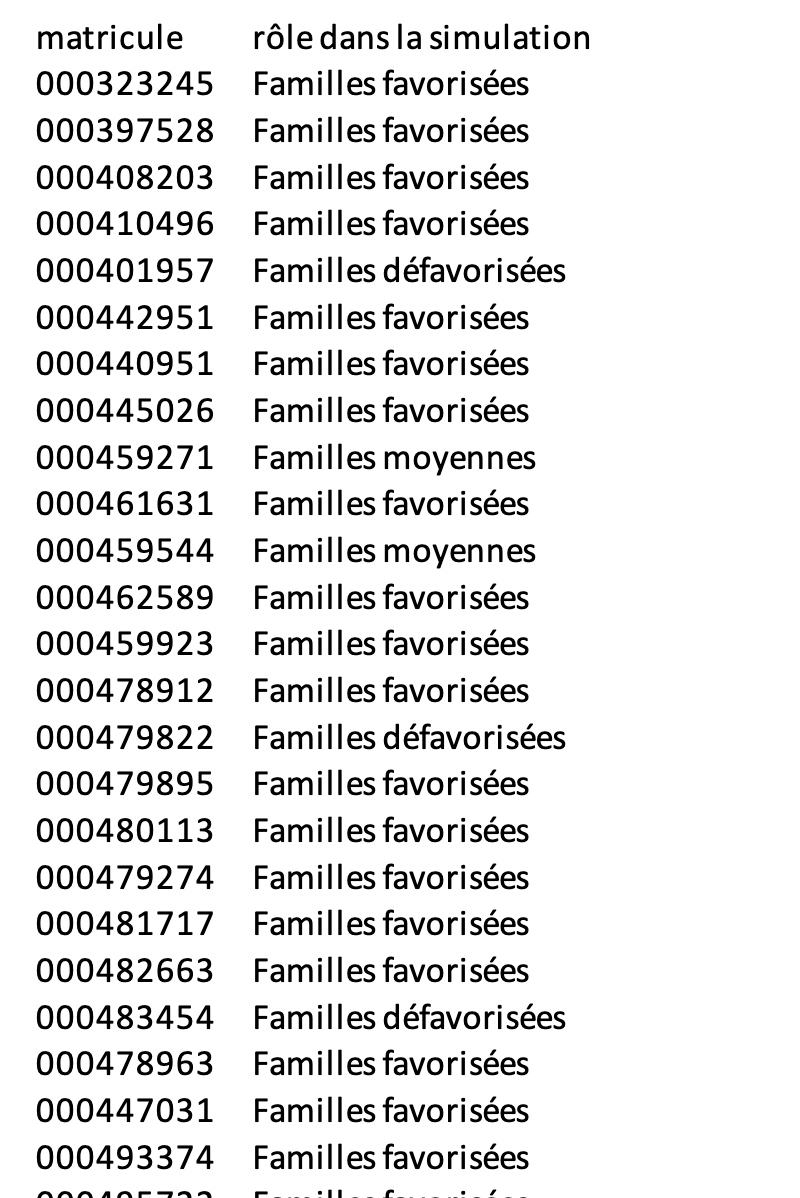 matricule rôle dans la simulation
000323245 Familles favorisées
000397528 Familles favorisées
000408203 Familles favorisées
000410496 Familles favorisées
000401957 Familles défavorisées
000442951 Familles favorisées
000440951 Familles favorisées
000445026 Familles favorisées
000459271 Familles moyennes
000461631 Familles favorisées
000459544 Familles moyennes
000462589 Familles favorisées
000459923 Familles favorisées
000478912 Familles favorisées
000479822 Familles défavorisées
000479895 Familles favorisées
000480113 Familles favorisées
000479274 Familles favorisées
000481717 Familles favorisées
000482663 Familles favorisées
000483454 Familles défavorisées
000478963 Familles favorisées
000447031 Familles favorisées
000493374 Familles favorisées